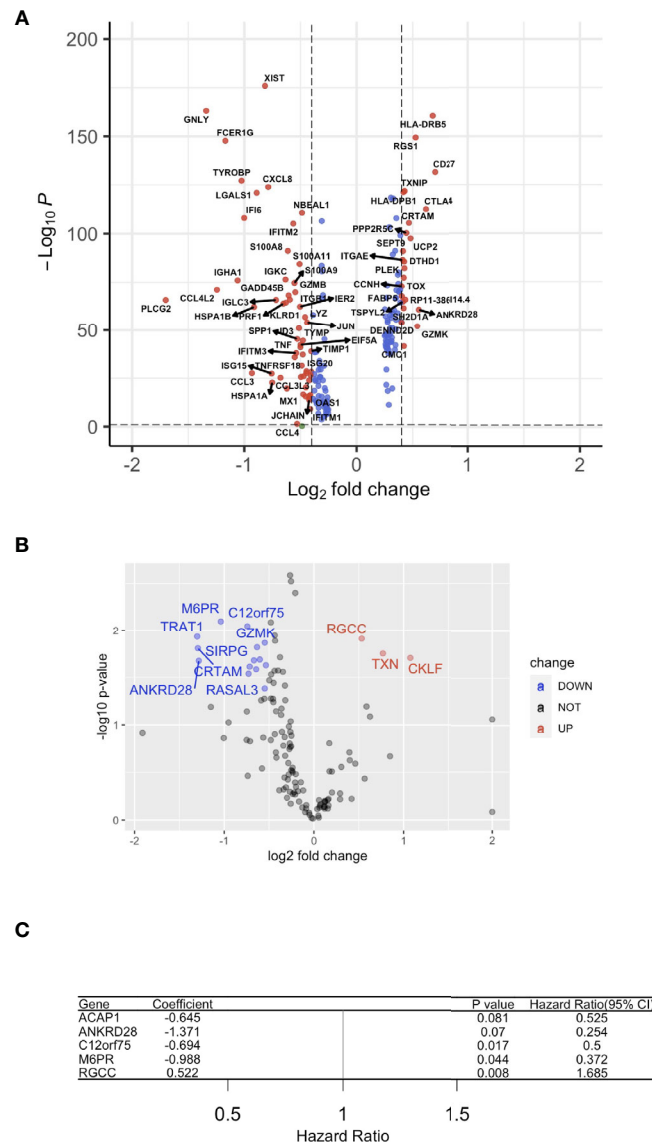 A
200
150
100
50
0
−Log10 P
XIST
GNLY
HLA-DRB5
FCER1G
RGS1
CD27
TYROBP
CXCL8
TXNIP
LGALS1
HLA-DPB1
CTLA4
IFI6
NBEAL1
CRTAM
IFITM2
PPP2R5C
S100A8
SEPT9
UCP2
S100A11
ITGAE
DTHD1
IGKC
S100A9
PLEK
IGHA1
GADD45B
GZMB
CCNH
TOX
CCL4L2
IGLC3
ITGB1
IER2
FABP5
RP11-386I14.4
PLCG2
HSPA1B
PRF1
KLRD1
LYZ
TSPYL2
SH2D1A
ANKRD28
SPP1
ID3
TYMP
JUN
DENND2D
GZMK
IFITM3
TNF
TIMP1
EIF5A
CMC1
ISG15
TNFRSF18
ISG20
CCL3
CCL3L3
HSPA1A
MX1
OAS1
JCHAIN
IFITM1
CCL4
-2 -1 0 1 2
Log2 fold change
B
-log10 p-value
2
1
0
M6PR
C12orf75
TRAT1
GZMK
RGCC
SIRPG
TXN
CKLF
CRTAM
ANKRD28
RASAL3
change
a DOWN
a NOT
a UP
-2 -1 0 1 2
log2 fold change
C
Gene Coefficient P value Hazard Ratio(95% CI)
ACAP1 -0.645 0.081 0.525
ANKRD28 -1.371 0.07 0.254
C12orf75 -0.694 0.017 0.5
M6PR -0.988 0.044 0.372
RGCC 0.522 0.008 1.685
0.5 1 1.5
Hazard Ratio